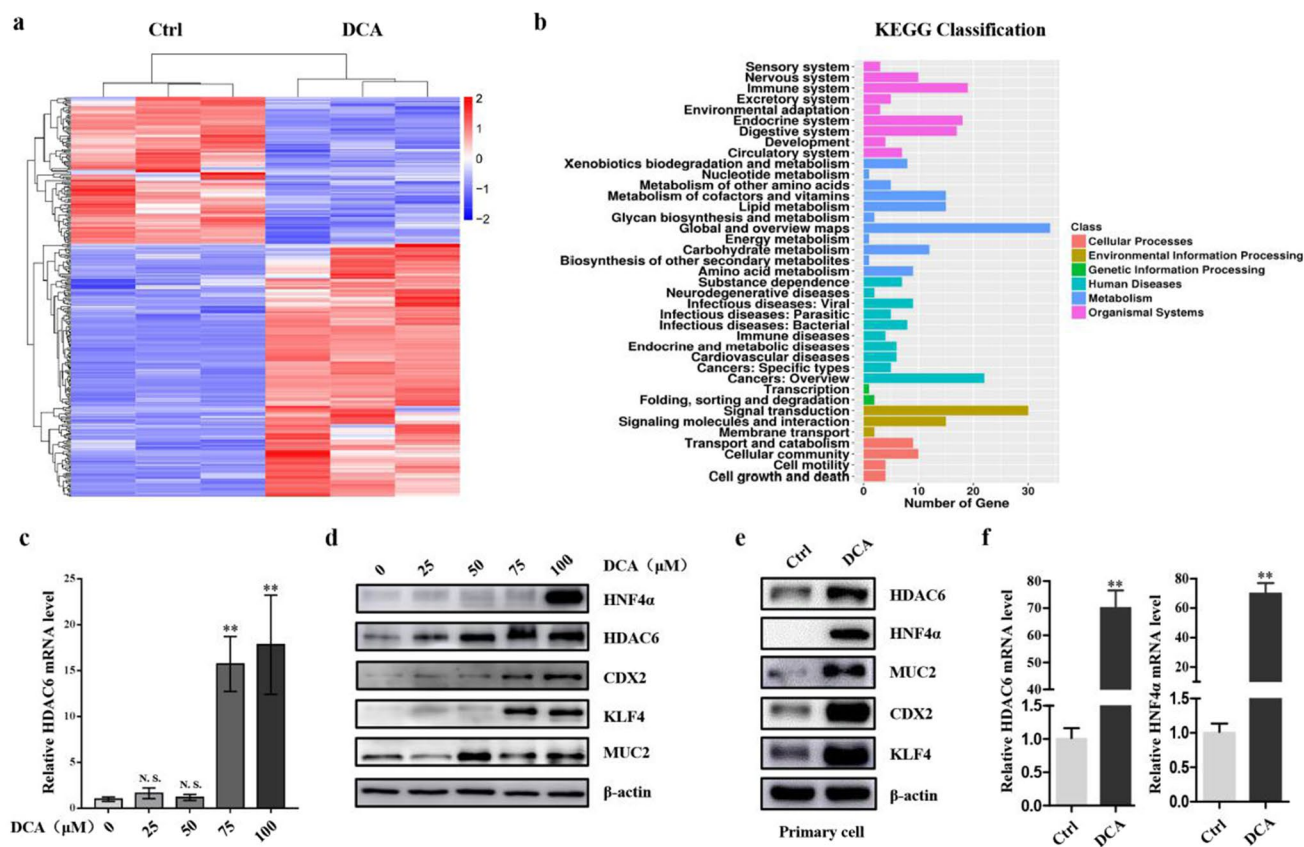 a
Ctrl
DCA
2
1
0
−1
−2
b
KEGG Classification
Sensory system
Nervous system
Immune system
Excretory system
Environmental adaptation
Endocrine system
Digestive system
Development
Circulatory system
Xenobiotics biodegradation and metabolism
Nucleotide metabolism
Metabolism of other amino acids
Metabolism of cofactors and vitamins
Lipid metabolism
Glycan biosynthesis and metabolism
Global and overview maps
Energy metabolism
Carbohydrate metabolism
Biosynthesis of other secondary metabolites
Amino acid metabolism
Substance dependence
Neurodegenerative diseases
Infectious diseases: Viral
Infectious diseases: Parasitic
Infectious diseases: Bacterial
Immune diseases
Endocrine and metabolic diseases
Cardiovascular diseases
Cancers: Specific types
Cancers: Overview
Transcription
Folding, sorting and degradation
Signal transduction
Signaling molecules and interaction
Membrane transport
Transport and catabolism
Cellular community
Cell motility
Cell growth and death
0 10 20 30
Number of Gene
Class
Cellular Processes
Environmental Information Processing
Genetic Information Processing
Human Diseases
Metabolism
Organismal Systems
c
Relative HDAC6 mRNA level
25
20
15
10
5
0
N. S.
N. S.
**
**
DCA (μM) 0 25 50 75 100
d
0 25 50 75 100 DCA (μM)
HNF4α
HDAC6
CDX2
KLF4
MUC2
β-actin
e
Ctrl DCA
HDAC6
HNF4α
MUC2
CDX2
KLF4
β-actin
Primary cell
f
Relative HDAC6 mRNA level
80
70
60
50
40
1.5
1.0
0.5
0.0
**
Ctrl DCA
Relative HNF4α mRNA level
80
60
40
20
1.5
1.0
0.5
0.0
**
Ctrl DCA